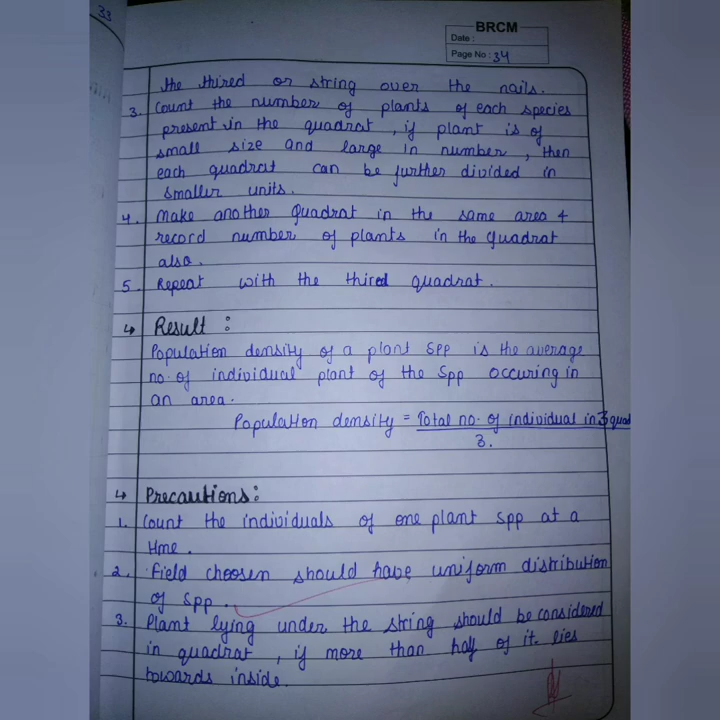 33
BRCM
Date :
Page No : 34
the thired or string over the nails.
3. Count the number of plants of each species
present in the quadrat, if plant is of
small size and large in number, then
each quadrat can be further divided in
smaller units.
4. Make another Quadrat in the same area &
record number of plants in the quadrat
also.
5. Repeat with the third quadrat.
↳ Result :
Population density of a plant spp is the average
no. of individual plant of the spp occuring in
an area.
Population density = Total no. of individual in 3 quad
3.
↳ Precautions:
1. Count the individuals of one plant spp at a
time.
2. Field choosen should have uniform distribution
of spp.
3. Plant lying under the string should be considered
in quadrat, if more than half of it lies
towards inside.